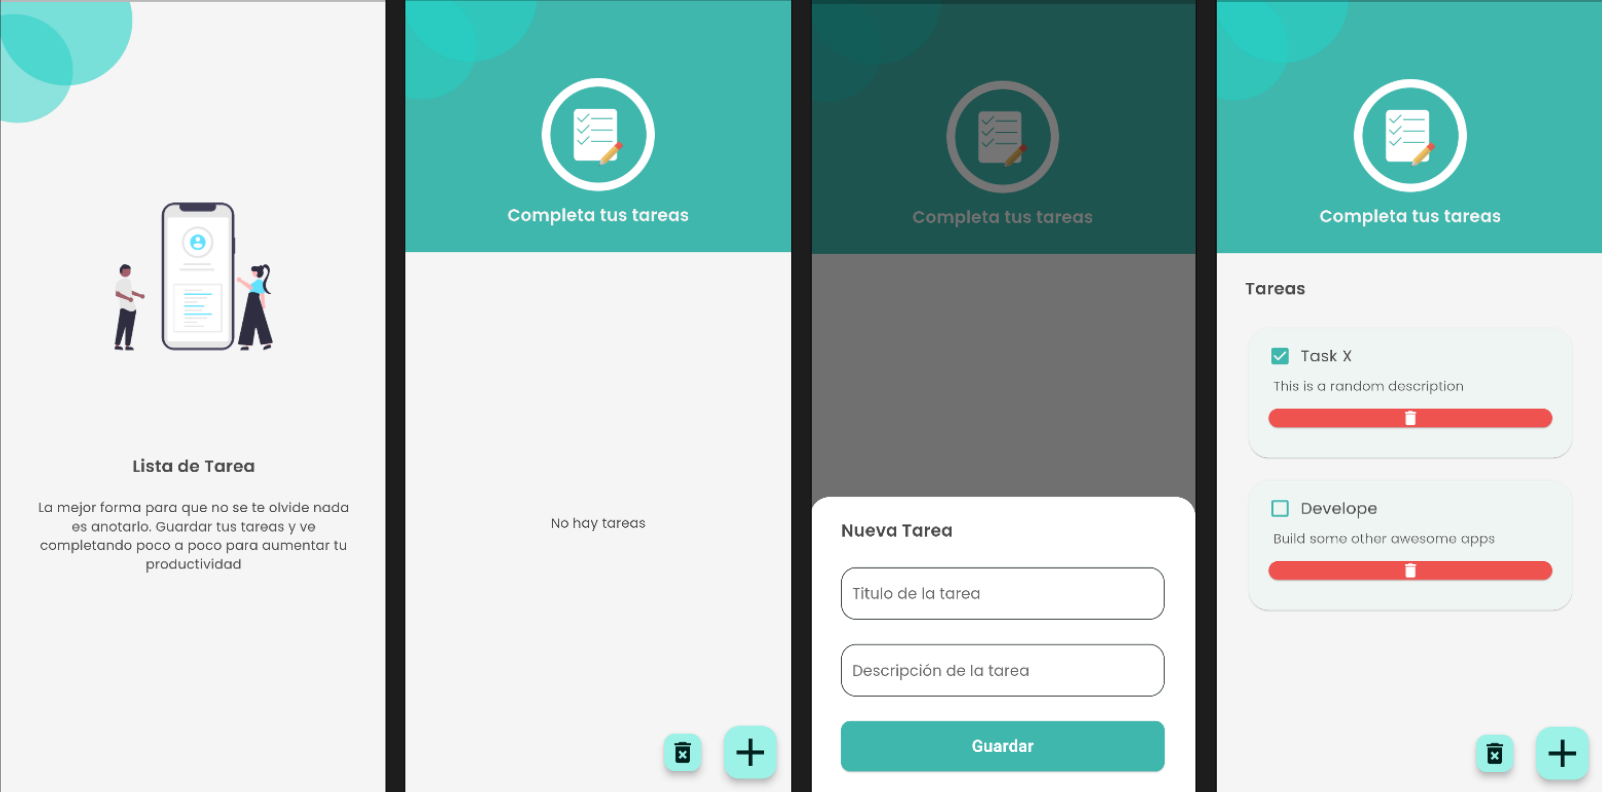 Lista de Tarea
La mejor forma para que no se te olvide nada
es anotarlo. Guardar tus tareas y ve
completando poco a poco para aumentar tu
productividad
Completa tus tareas
No hay tareas
Completa tus tareas
Nueva Tarea
Titulo de la tarea
Descripción de la tarea
Guardar
Completa tus tareas
Tareas
Task X
This is a random description
Develope
Build some other awesome apps